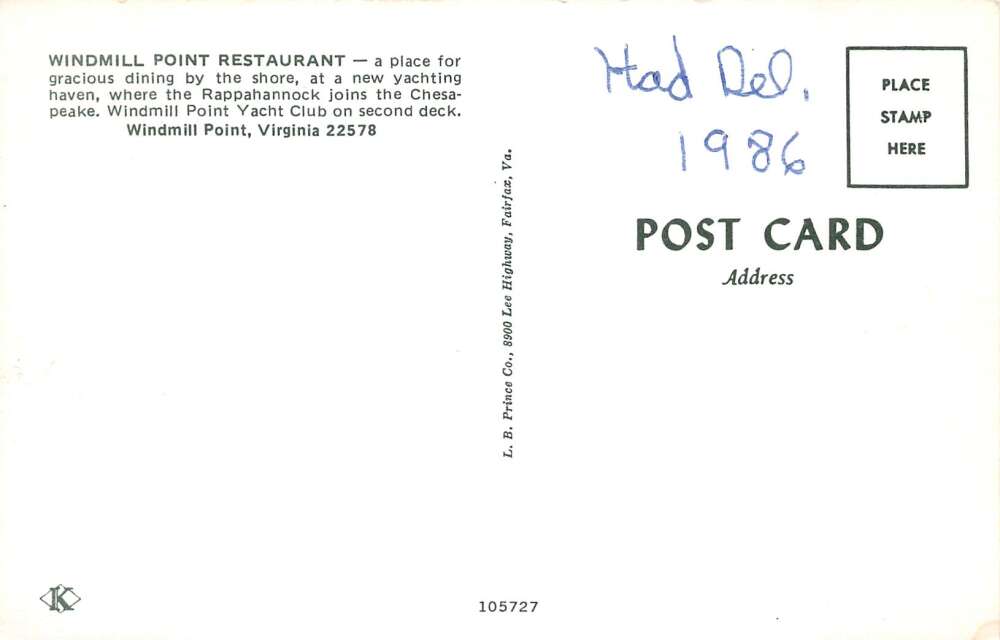 WINDMILL POINT RESTAURANT — a place for
gracious dining by the shore, at a new yachting
haven, where the Rappahannock joins the Chesa-
peake. Windmill Point Yacht Club on second deck.
Windmill Point, Virginia 22578
Had Del.
1986
PLACE
STAMP
HERE
POST CARD
Address
L. B. Prince Co., 8900 Lee Highway, Fairfax, Va.
K
105727